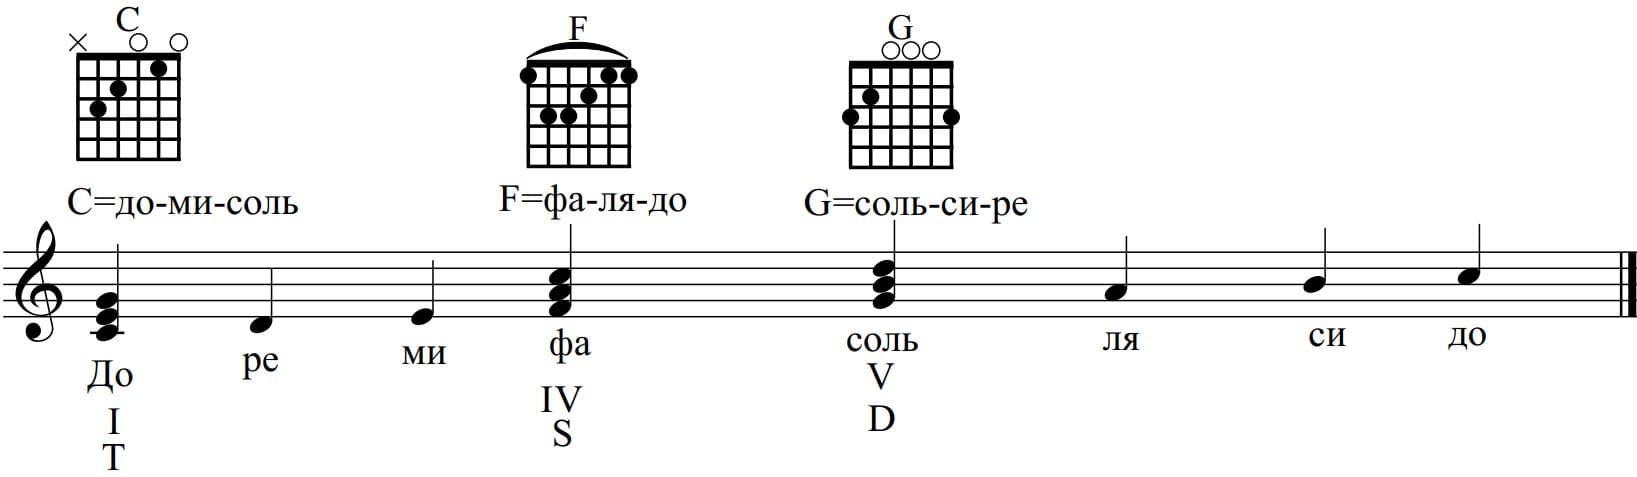 C F G
C=до-ми-соль F=фа-ля-до G=соль-си-ре
До ре ми фа соль ля си до
I IV V
T S D